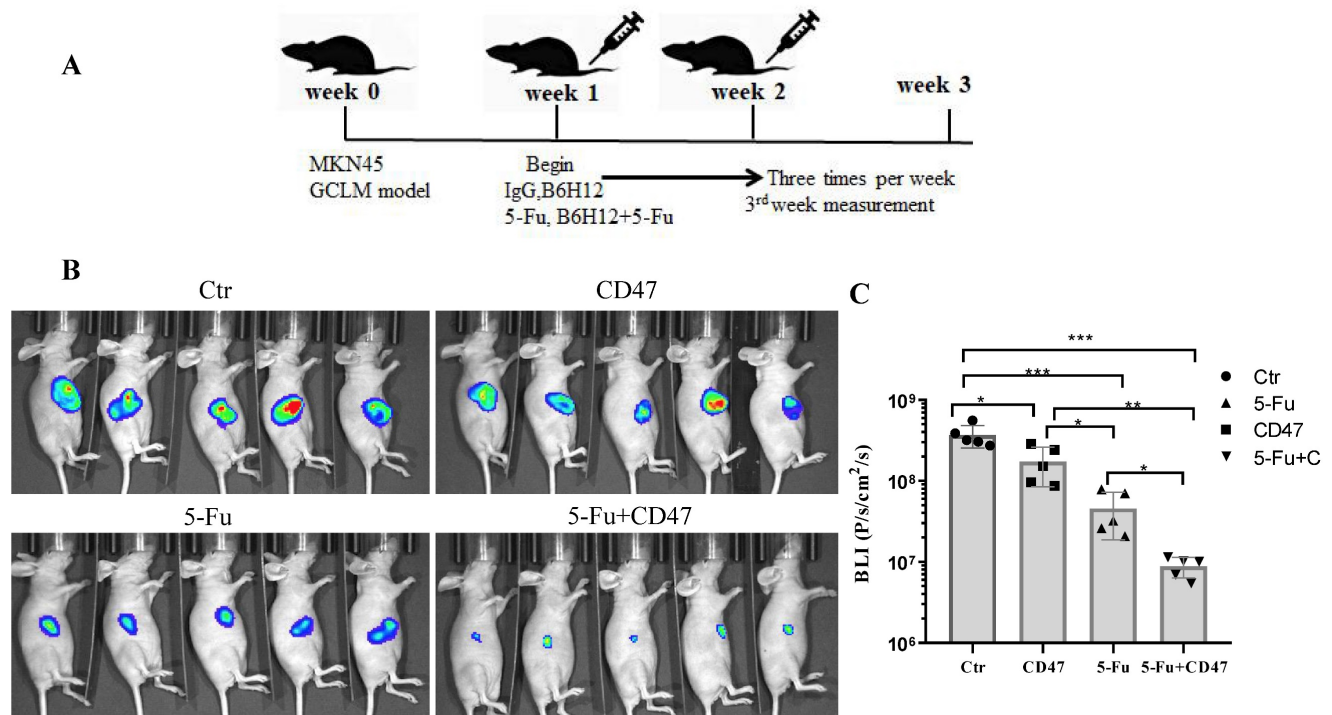 A
week 0
week 1
week 2
week 3
MKN45
GCLM model
Begin
IgG,B6H12
5-Fu, B6H12+5-Fu
Three times per week
3rd week measurement
B
Ctr
CD47
5-Fu
5-Fu+CD47
C
***
***
*
**
*
*
BLI (P/s/cm²/s)
10⁹
10⁸
10⁷
10⁶
Ctr
CD47
5-Fu
5-Fu+CD47
Ctr
5-Fu
CD47
5-Fu+C